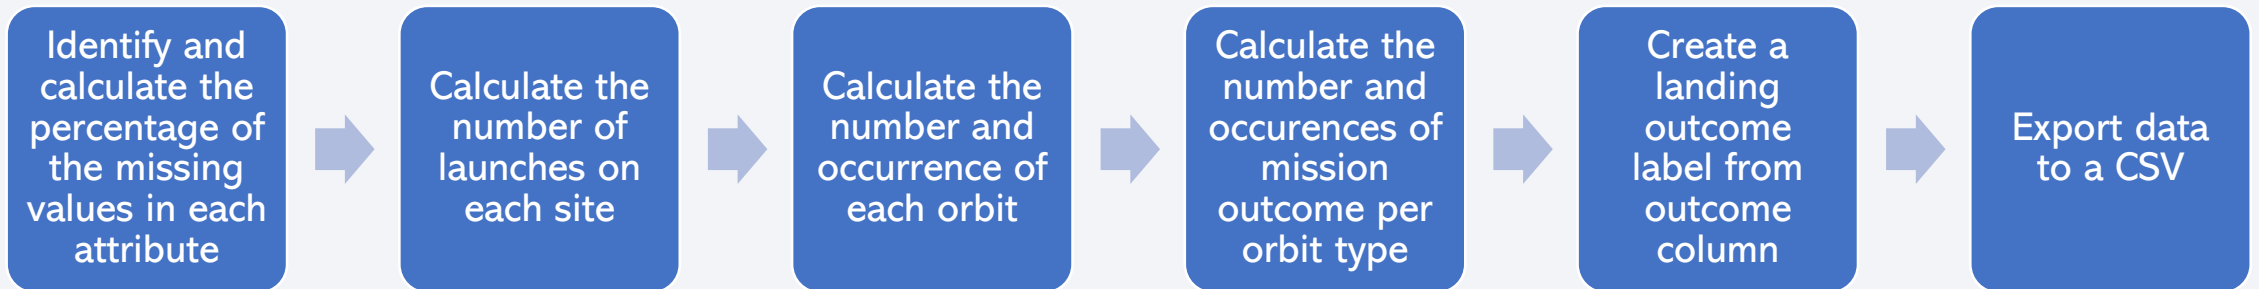 Identify and
calculate the
percentage of
the missing
values in each
attribute
Calculate the
number of
launches on
each site
Calculate the
number and
occurrence of
each orbit
Calculate the
number and
occurences of
mission
outcome per
orbit type
Create a
landing
outcome
label from
outcome
column
Export data
to a CSV